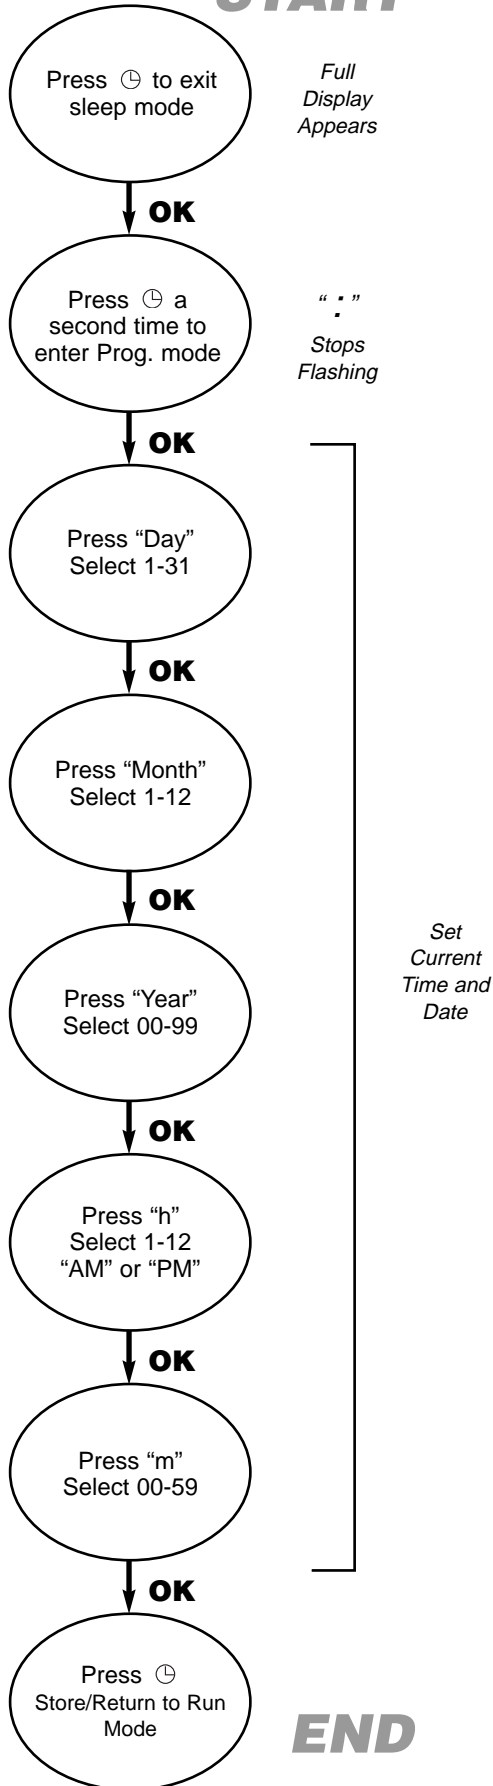 START
Press 🕒 to exit
sleep mode
Full
Display
Appears
OK
Press 🕒 a
second time to
enter Prog. mode
“ : ”
Stops
Flashing
OK
Press “Day”
Select 1-31
OK
Press “Month”
Select 1-12
OK
Press “Year”
Select 00-99
Set
Current
Time and
Date
OK
Press “h”
Select 1-12
“AM” or “PM”
OK
Press “m”
Select 00-59
OK
Press 🕒
Store/Return to Run
Mode
END